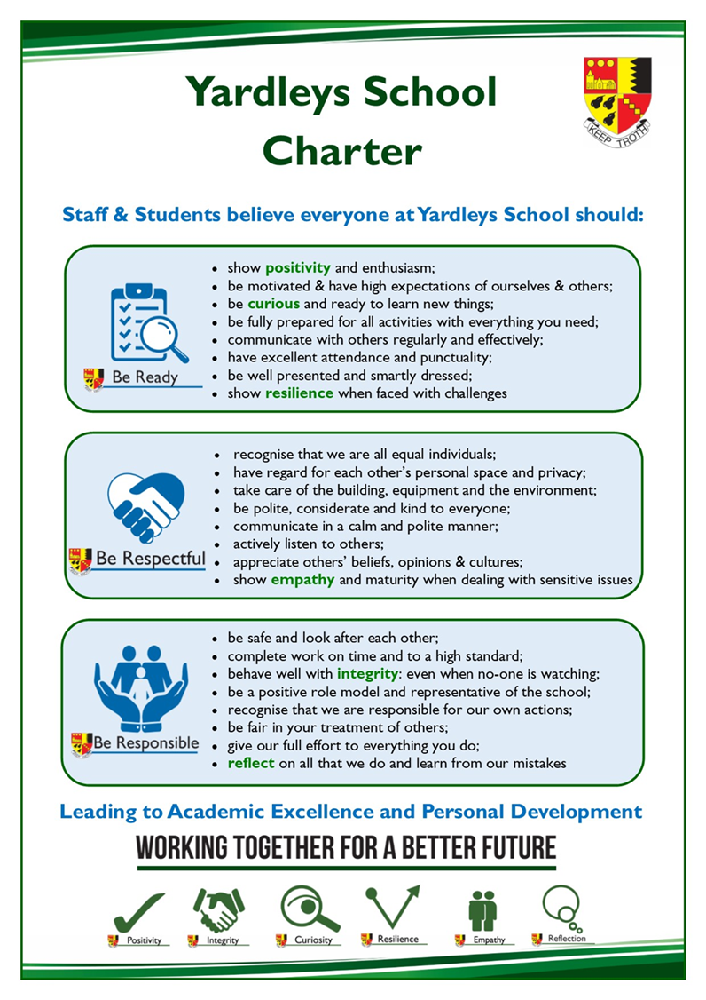 Yardleys School
Charter
KEEP TROTH
Staff & Students believe everyone at Yardleys School should:
• show positivity and enthusiasm;
• be motivated & have high expectations of ourselves & others;
• be curious and ready to learn new things;
• be fully prepared for all activities with everything you need;
• communicate with others regularly and effectively;
• have excellent attendance and punctuality;
• be well presented and smartly dressed;
• show resilience when faced with challenges
Be Ready
• recognise that we are all equal individuals;
• have regard for each other’s personal space and privacy;
• take care of the building, equipment and the environment;
• be polite, considerate and kind to everyone;
• communicate in a calm and polite manner;
• actively listen to others;
• appreciate others’ beliefs, opinions & cultures;
• show empathy and maturity when dealing with sensitive issues
Be Respectful
• be safe and look after each other;
• complete work on time and to a high standard;
• behave well with integrity: even when no-one is watching;
• be a positive role model and representative of the school;
• recognise that we are responsible for our own actions;
• be fair in your treatment of others;
• give our full effort to everything you do;
• reflect on all that we do and learn from our mistakes
Be Responsible
Leading to Academic Excellence and Personal Development
WORKING TOGETHER FOR A BETTER FUTURE
Positivity
Integrity
Curiosity
Resilience
Empathy
Reflection